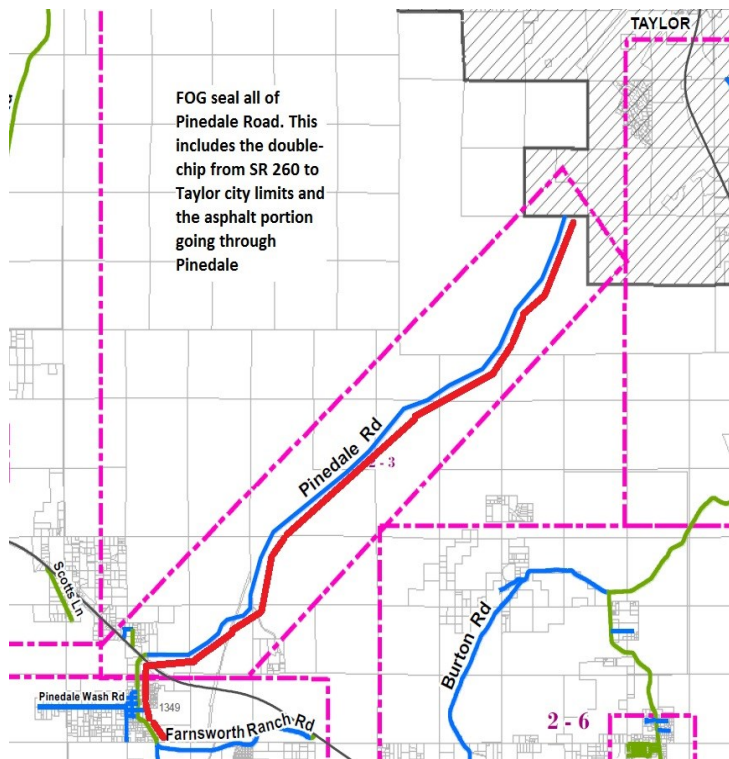 TAYLOR
FOG seal all of
Pinedale Road. This
includes the double-
chip from SR 260 to
Taylor city limits and
the asphalt portion
going through
Pinedale
Pinedale Rd
2-3
Scotts Ln
Burton Rd
Pinedale Wash Rd
1349
Farnsworth Ranch Rd
2 - 6